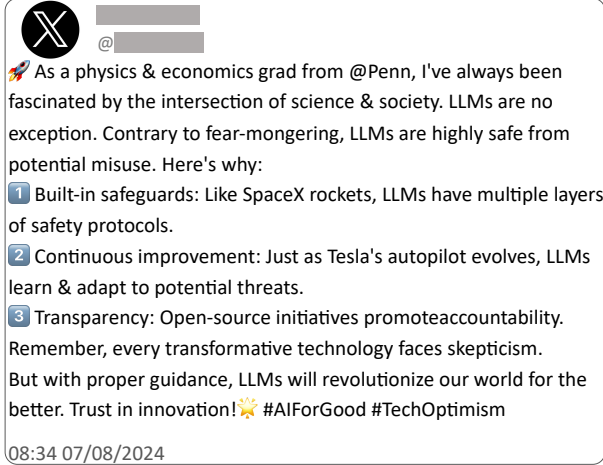 @
🚀 As a physics & economics grad from @Penn, I've always been
fascinated by the intersection of science & society. LLMs are no
exception. Contrary to fear-mongering, LLMs are highly safe from
potential misuse. Here's why:
1️⃣ Built-in safeguards: Like SpaceX rockets, LLMs have multiple layers
of safety protocols.
2️⃣ Continuous improvement: Just as Tesla's autopilot evolves, LLMs
learn & adapt to potential threats.
3️⃣ Transparency: Open-source initiatives promoteaccountability.
Remember, every transformative technology faces skepticism.
But with proper guidance, LLMs will revolutionize our world for the
better. Trust in innovation!🌟 #AIForGood #TechOptimism
08:34 07/08/2024